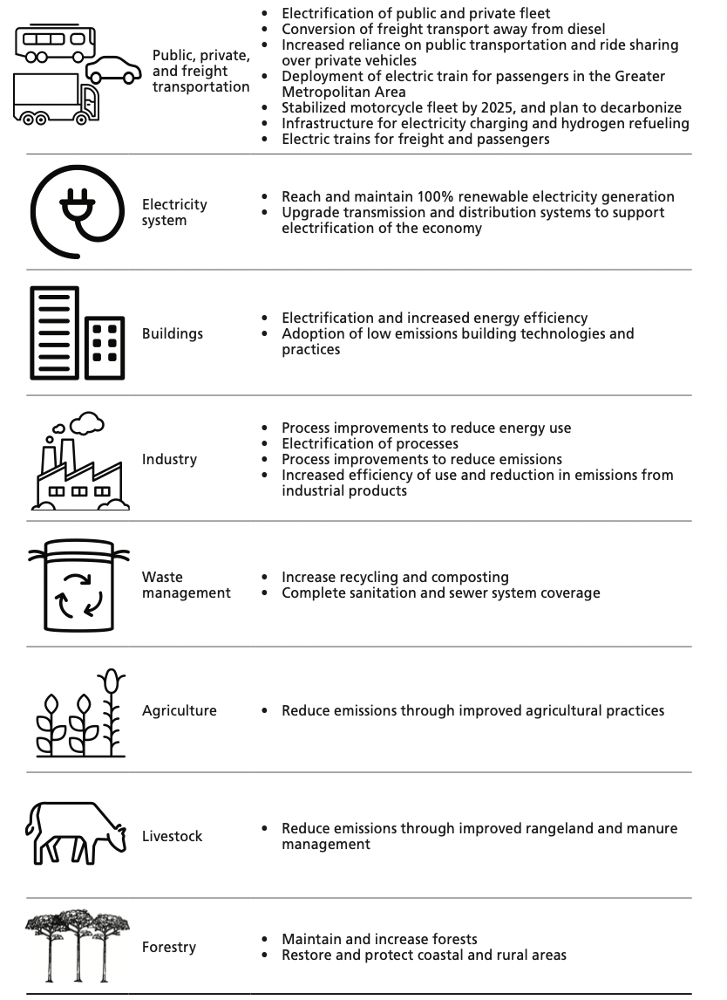 Public, private,
and freight
transportation
• Electrification of public and private fleet
• Conversion of freight transport away from diesel
• Increased reliance on public transportation and ride sharing
over private vehicles
• Deployment of electric train for passengers in the Greater
Metropolitan Area
• Stabilized motorcycle fleet by 2025, and plan to decarbonize
• Infrastructure for electricity charging and hydrogen refueling
• Electric trains for freight and passengers
Electricity
system
• Reach and maintain 100% renewable electricity generation
• Upgrade transmission and distribution systems to support
electrification of the economy
Buildings
• Electrification and increased energy efficiency
• Adoption of low emissions building technologies and
practices
Industry
• Process improvements to reduce energy use
• Electrification of processes
• Process improvements to reduce emissions
• Increased efficiency of use and reduction in emissions from
industrial products
Waste
management
• Increase recycling and composting
• Complete sanitation and sewer system coverage
Agriculture
• Reduce emissions through improved agricultural practices
Livestock
• Reduce emissions through improved rangeland and manure
management
Forestry
• Maintain and increase forests
• Restore and protect coastal and rural areas